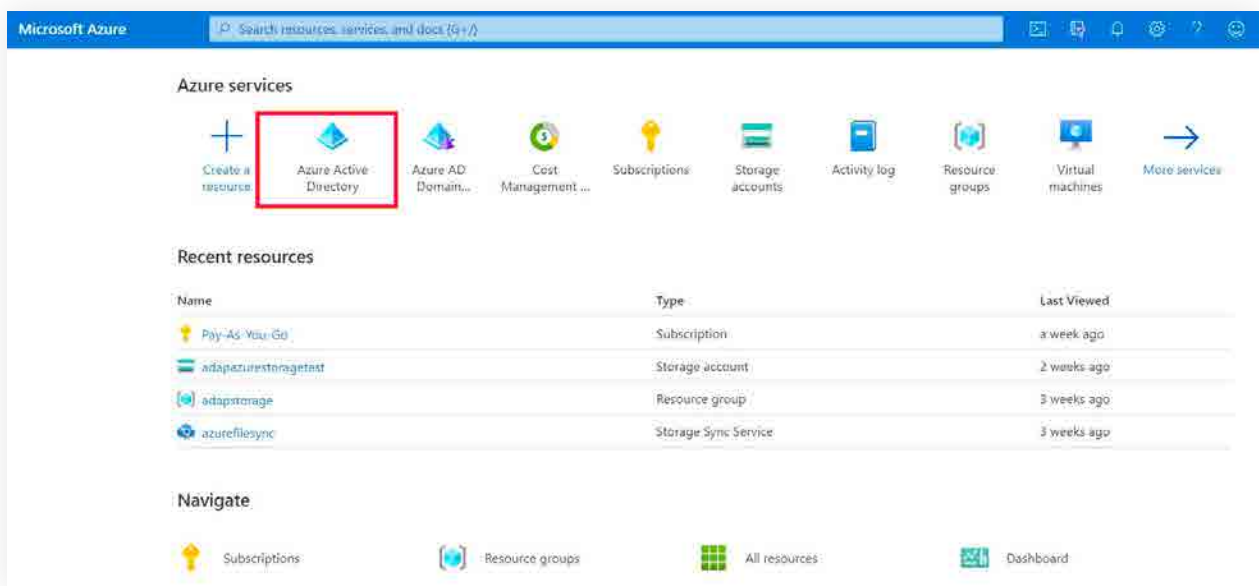 Microsoft Azure
Search resources, services, and docs (G+/)
Azure services
Create a resource
Azure Active Directory
Azure AD Domain...
Cost Management ...
Subscriptions
Storage accounts
Activity log
Resource groups
Virtual machines
More services
Recent resources
Name Type Last Viewed
Pay-As-You-Go Subscription a week ago
adapazurestoragetest Storage account 2 weeks ago
adapstorage Resource group 3 weeks ago
azurefilesync Storage Sync Service 3 weeks ago
Navigate
Subscriptions Resource groups All resources Dashboard